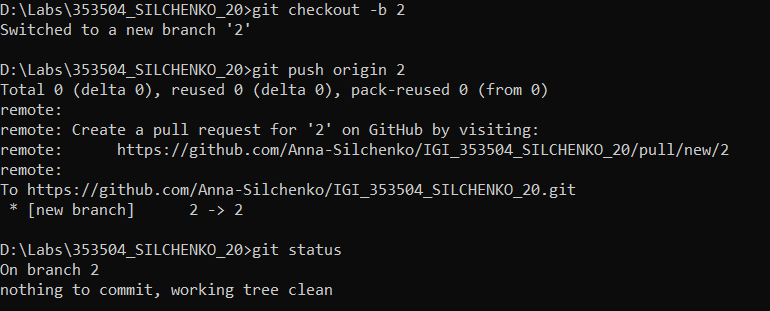 D:\Labs\353504_SILCHENKO_20>git checkout -b 2
Switched to a new branch '2'
D:\Labs\353504_SILCHENKO_20>git push origin 2
Total 0 (delta 0), reused 0 (delta 0), pack-reused 0 (from 0)
remote:
remote: Create a pull request for '2' on GitHub by visiting:
remote:      https://github.com/Anna-Silchenko/IGI_353504_SILCHENKO_20/pull/new/2
remote:
To https://github.com/Anna-Silchenko/IGI_353504_SILCHENKO_20.git
 * [new branch]      2 -> 2
D:\Labs\353504_SILCHENKO_20>git status
On branch 2
nothing to commit, working tree clean